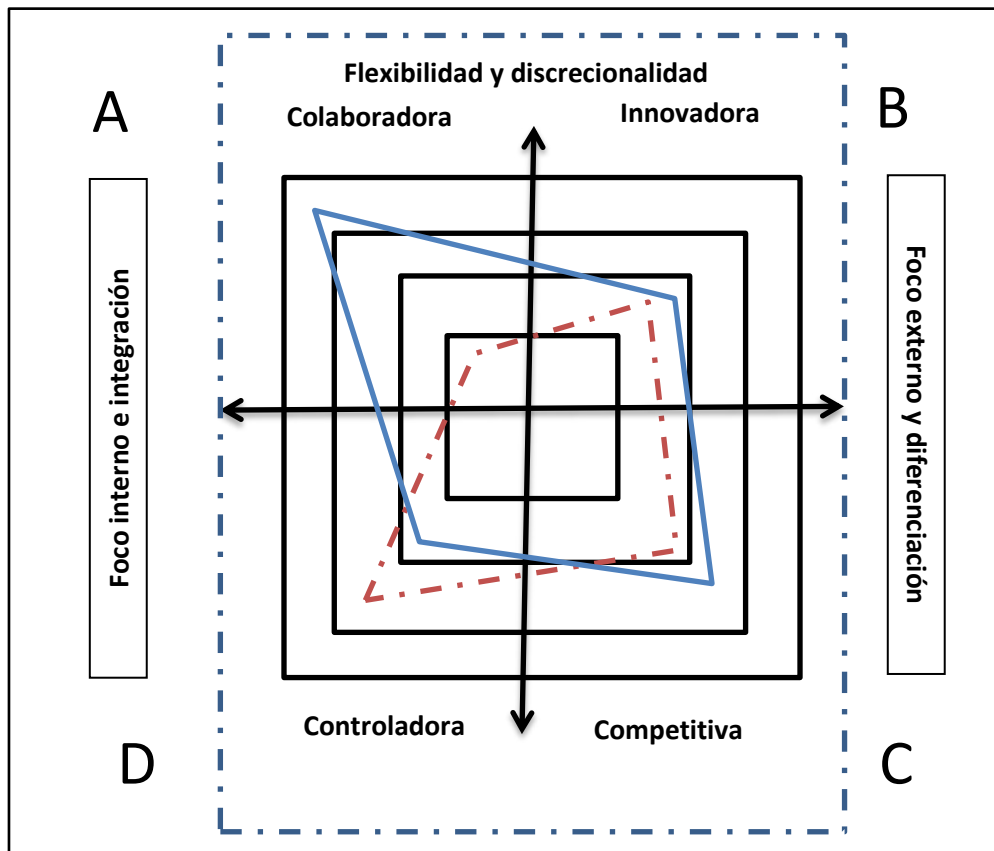 Flexibilidad y discrecionalidad
A
Colaboradora
Innovadora
B
Foco interno e integración
Foco externo y diferenciación
Controladora
Competitiva
D
C